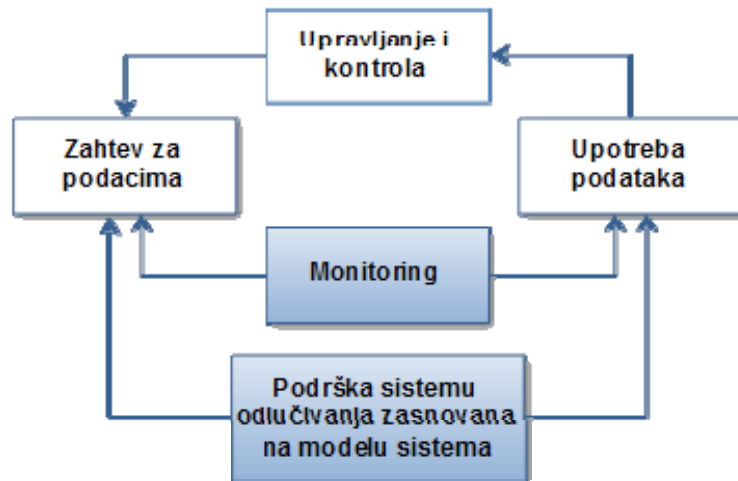 Upravljanje i
kontrola
Zahtev za
podacima
Upotreba
podataka
Monitoring
Podrška sistemu
odlučivanja zasnovana
na modelu sistema